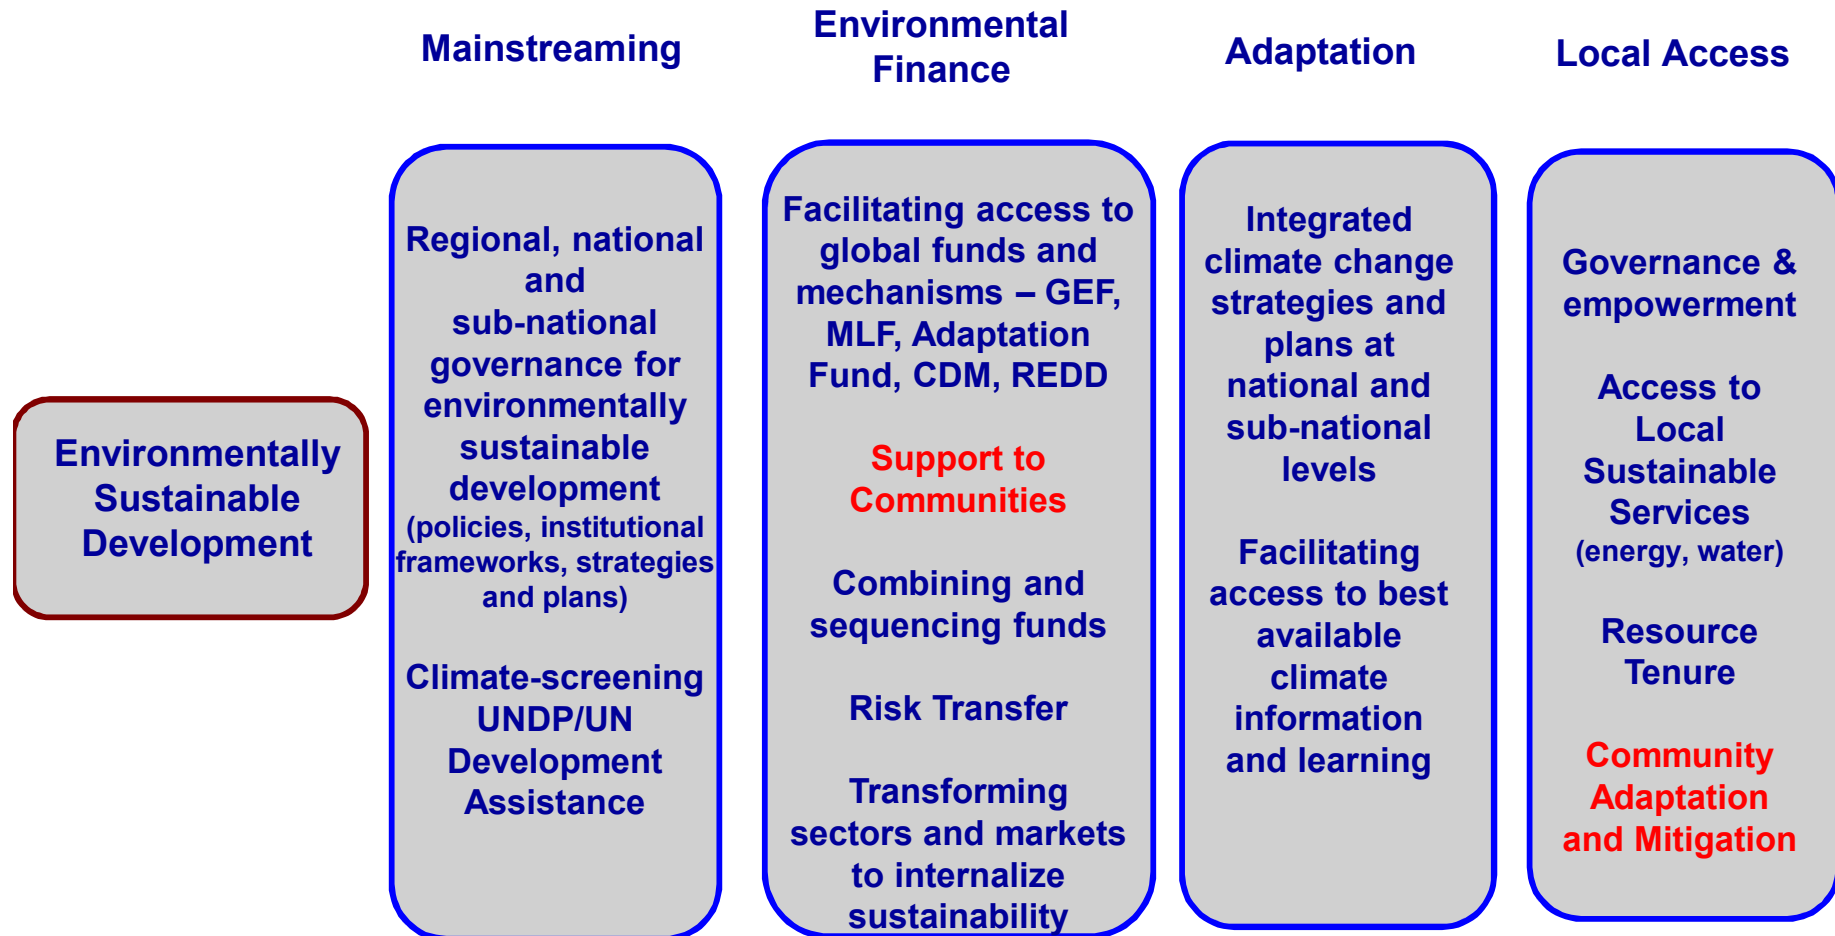 Mainstreaming
Environmental
Finance
Adaptation
Local Access
Environmentally
Sustainable
Development
Regional, national
and
sub-national
governance for
environmentally
sustainable
development
(policies, institutional
frameworks, strategies
and plans)
Climate-screening
UNDP/UN
Development
Assistance
Facilitating access to
global funds and
mechanisms – GEF,
MLF, Adaptation
Fund, CDM, REDD
Support to
Communities
Combining and
sequencing funds
Risk Transfer
Transforming
sectors and markets
to internalize
sustainability
Integrated
climate change
strategies and
plans at
national and
sub-national
levels
Facilitating
access to best
available
climate
information
and learning
Governance &
empowerment
Access to
Local
Sustainable
Services
(energy, water)
Resource
Tenure
Community
Adaptation
and Mitigation